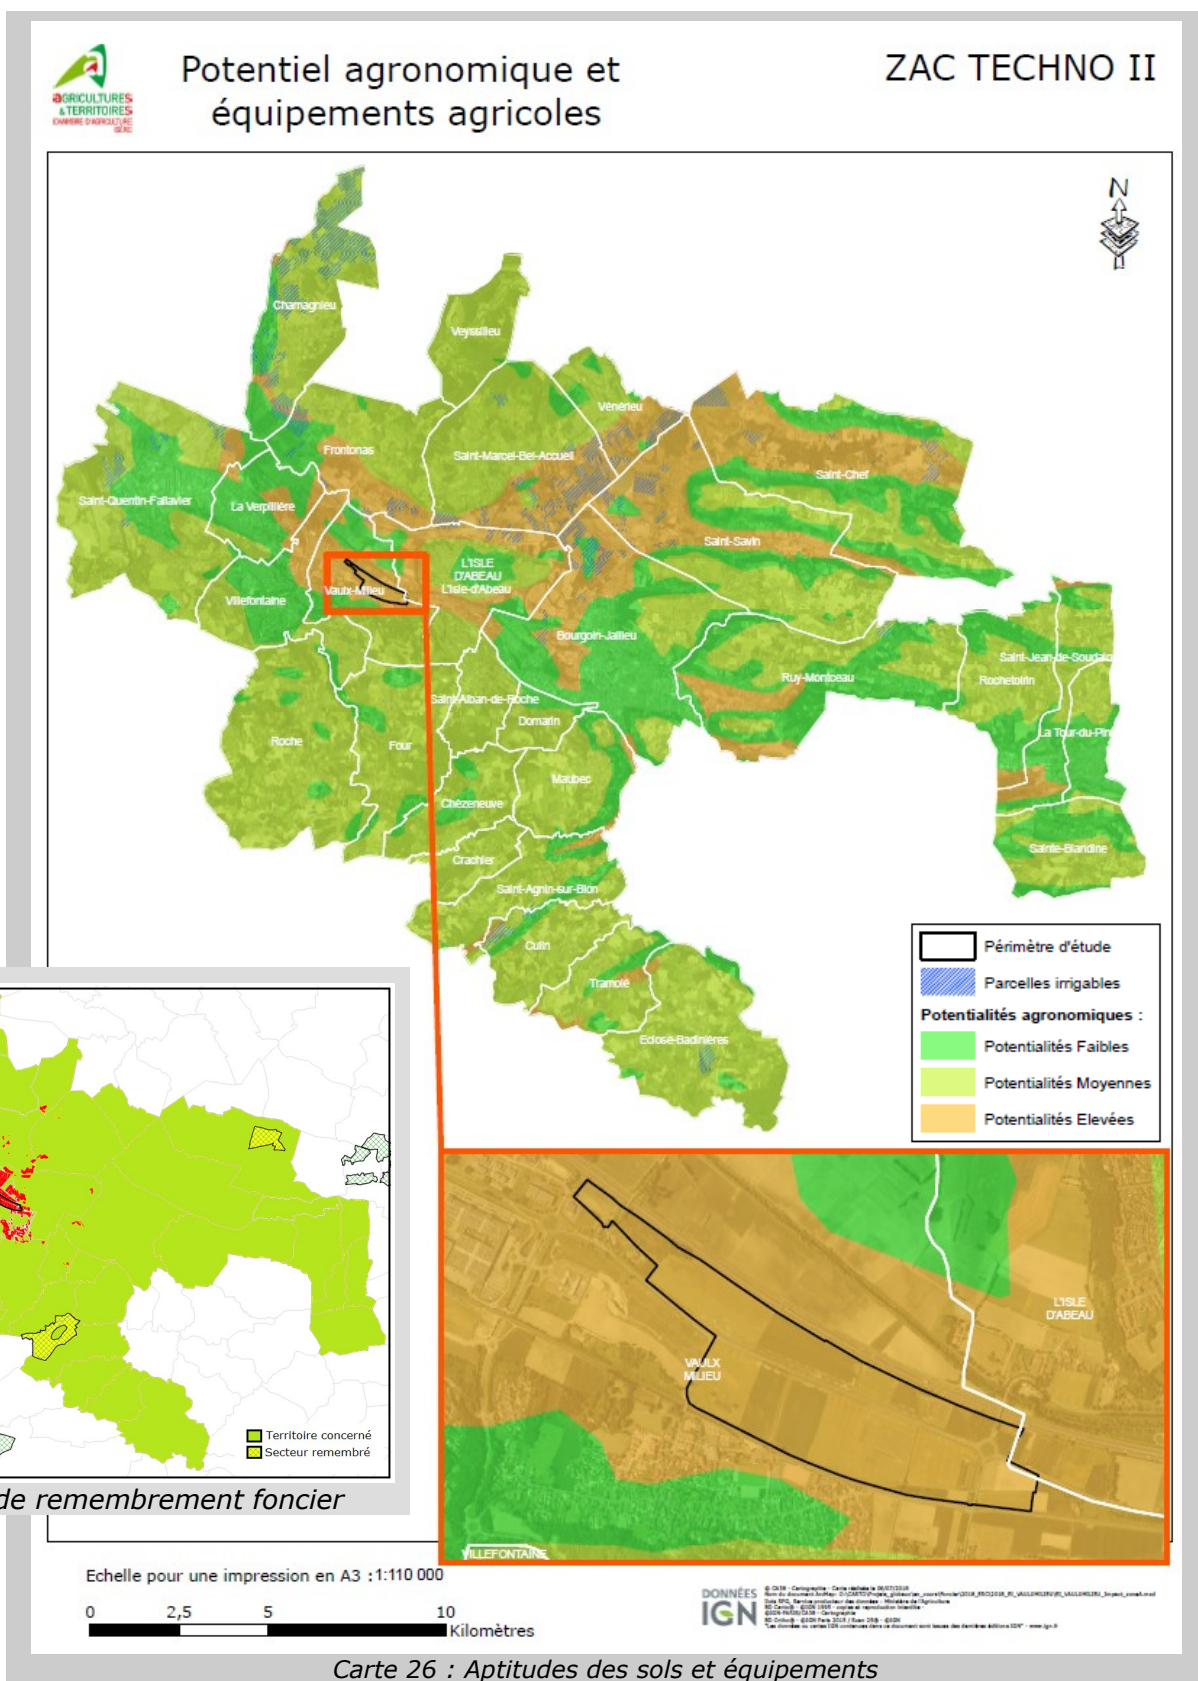 AGRICULTURES
& TERRITOIRES
CHAMBRE D'AGRICULTURE
ISÈRE
Potentiel agronomique et
équipements agricoles
ZAC TECHNO II
N
Chamagnieu
Veyssilieu
Vénérieu
Frontonas
Saint-Marcel-Bel-Accueil
Saint-Chef
Saint-Quentin-Fallavier
La Verpillière
Saint-Savin
L'ISLE
D'ABEAU
L'Isle-d'Abeau
Vaulx-Milieu
Villefontaine
Bourgoin-Jallieu
Saint-Jean-de-Soudain
Ruy-Montceau
Rochetoirin
Saint-Alban-de-Roche
Domarin
La Tour-du-Pin
Roche
Four
Maubec
Chèzeneuve
Sainte-Blandine
Crachier
Saint-Agnin-sur-Bion
Culin
Tramolé
Eclose-Badinières
Périmètre d'étude
Parcelles irrigables
Potentialités agronomiques :
Potentialités Faibles
Potentialités Moyennes
Potentialités Elevées
L'ISLE
D'ABEAU
VAULX
MILIEU
VILLEFONTAINE
Territoire concerné
Secteur remembré
de remembrement foncier
Echelle pour une impression en A3 : 1:110 000
0 2,5 5 10
Kilomètres
DONNÉES
IGN
Carte 26 : Aptitudes des sols et équipements